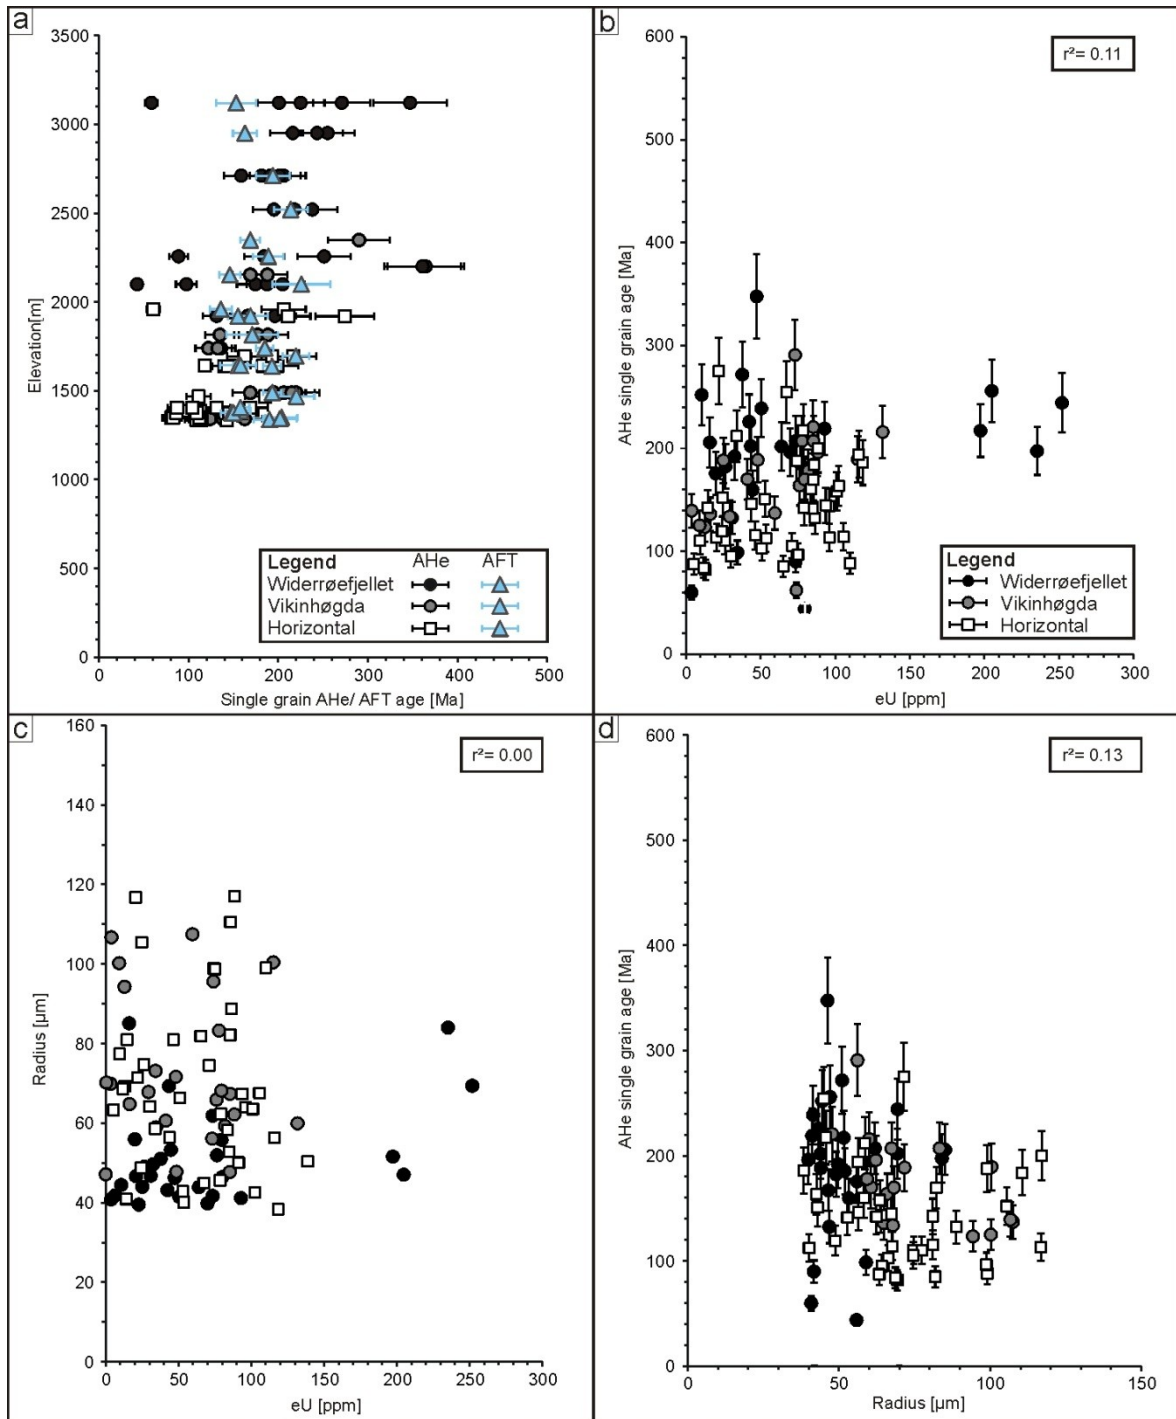 a
3500
3000
2500
2000
1500
1000
500
0
Elevation[m]
Legend AHe AFT
Widerrøefjellet
Vikinhøgda
Horizontal
0 100 200 300 400 500
Single grain AHe/ AFT age [Ma]
b
600
500
400
300
200
100
0
AHe single grain age [Ma]
r²= 0.11
Legend
Widerrøefjellet
Vikinhøgda
Horizontal
0 50 100 150 200 250 300
eU [ppm]
c
160
140
120
100
80
60
40
20
0
Radius [µm]
r²= 0.00
0 50 100 150 200 250 300
eU [ppm]
d
600
500
400
300
200
100
0
AHe single grain age [Ma]
r²= 0.13
0 50 100 150
Radius [µm]